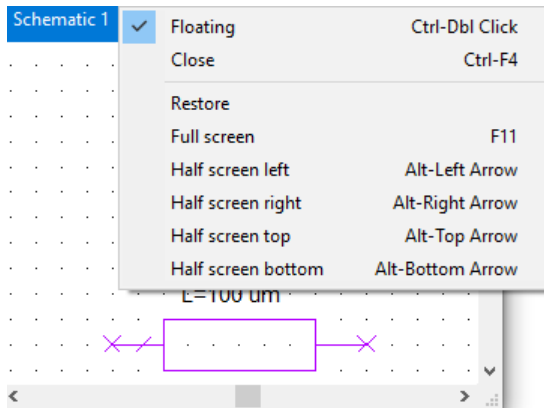 Schematic 1
Floating Ctrl-Dbl Click
Close Ctrl-F4
Restore
Full screen F11
Half screen left Alt-Left Arrow
Half screen right Alt-Right Arrow
Half screen top Alt-Top Arrow
Half screen bottom Alt-Bottom Arrow
L=100 um